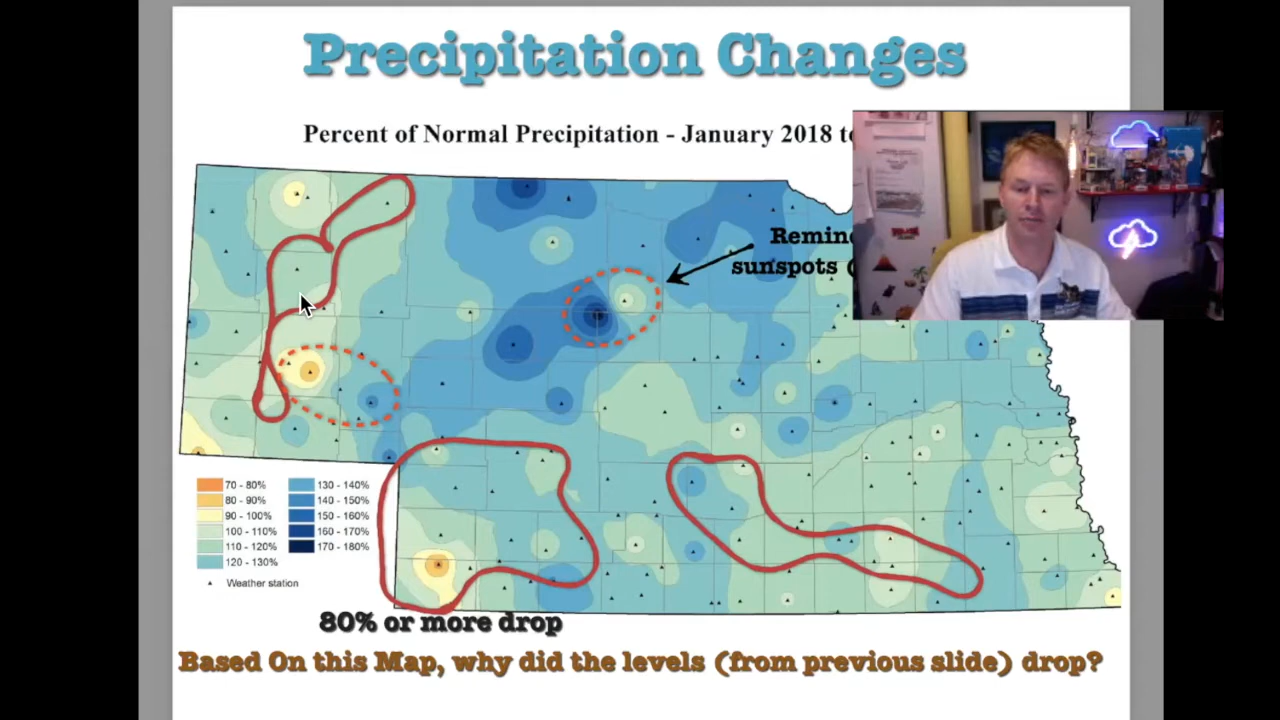 Precipitation Changes
Percent of Normal Precipitation - January 2018 to
sunspots (
70 - 80%
80 - 90%
90 - 100%
100 - 110%
110 - 120%
120 - 130%
130 - 140%
140 - 150%
150 - 160%
160 - 170%
170 - 180%
Weather station
80% or more drop
Based On this Map, why did the levels (from previous slide) drop?